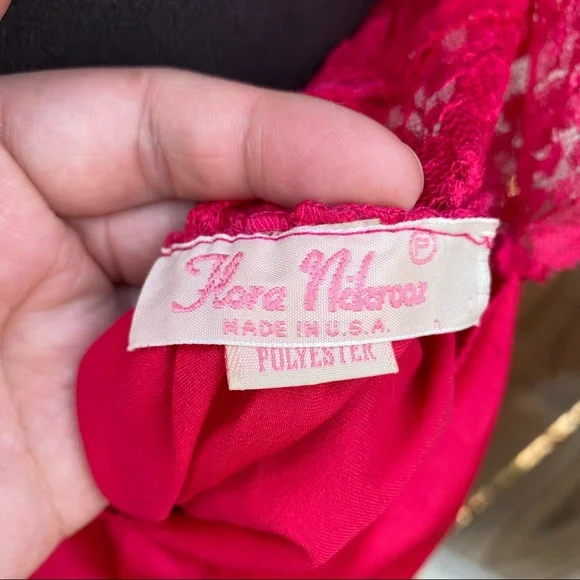 Flora Nikrooz
P
MADE IN U.S.A.
POLYESTER